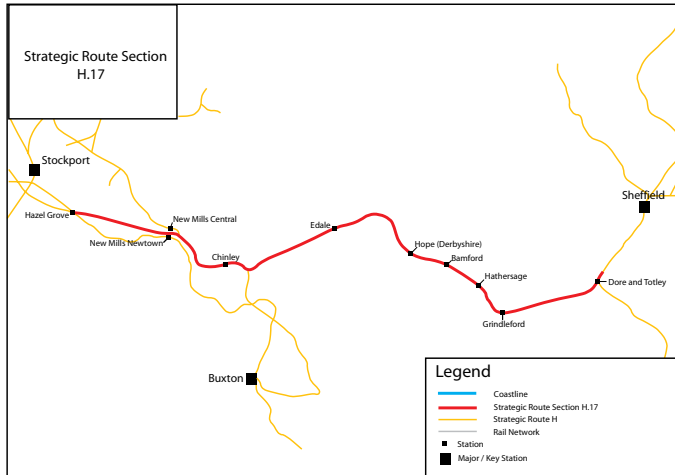 Strategic Route Section
H.17
Stockport
Hazel Grove
New Mills Central
New Mills Newtown
Chinley
Edale
Hope (Derbyshire)
Bamford
Hathersage
Grindleford
Sheffield
Dore and Totley
Buxton
Legend
Coastline
Strategic Route Section H.17
Strategic Route H
Rail Network
Station
Major / Key Station